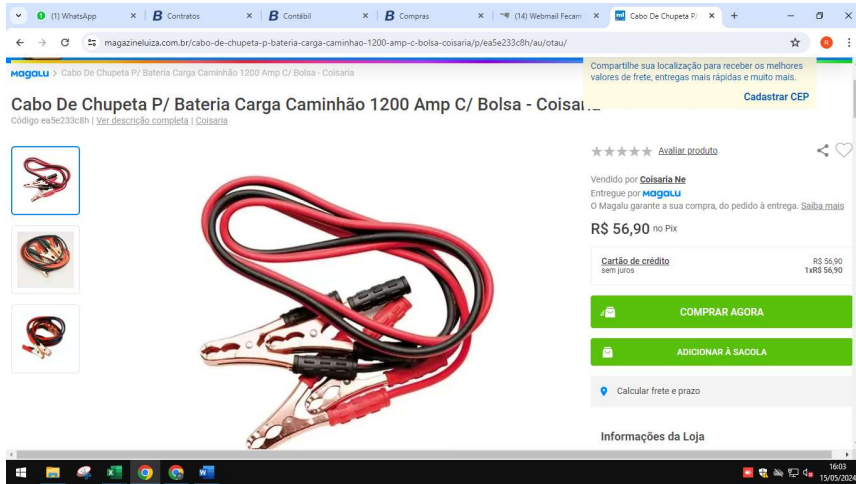 (1) WhatsApp
B Contratos
B Contábil
B Compras
(14) Webmail Fecam
Cabo De Chupeta P/
magazineluiza.com.br/cabo-de-chupeta-p-bateria-carga-caminhao-1200-amp-c-bolsa-coisaria/p/ea5e233c8h/au/otau/
R
Compartilhe sua localização para receber os melhores
valores de frete, entregas mais rápidas e muito mais.
Cadastrar CEP
Magalu > Cabo De Chupeta P/ Bateria Carga Caminhão 1200 Amp C/ Bolsa - Coisaria
Cabo De Chupeta P/ Bateria Carga Caminhão 1200 Amp C/ Bolsa - Coisaria
Código ea5e233c8h | Ver descrição completa | Coisaria
Avaliar produto
Vendido por Coisaria Ne
Entregue por Magalu
O Magalu garante a sua compra, do pedido à entrega. Saiba mais
R$ 56,90 no Pix
Cartão de crédito R$ 56,90
sem juros 1xR$ 56,90
COMPRAR AGORA
ADICIONAR À SACOLA
Calcular frete e prazo
Informações da Loja
16:03
15/05/2024